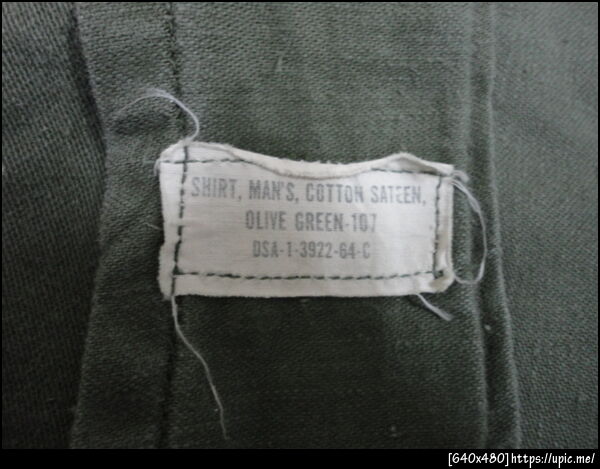 SHIRT, MAN'S, COTTON SATEEN,
OLIVE GREEN-107
DSA-1-3922-64-C
[640x480]https://upic.me/